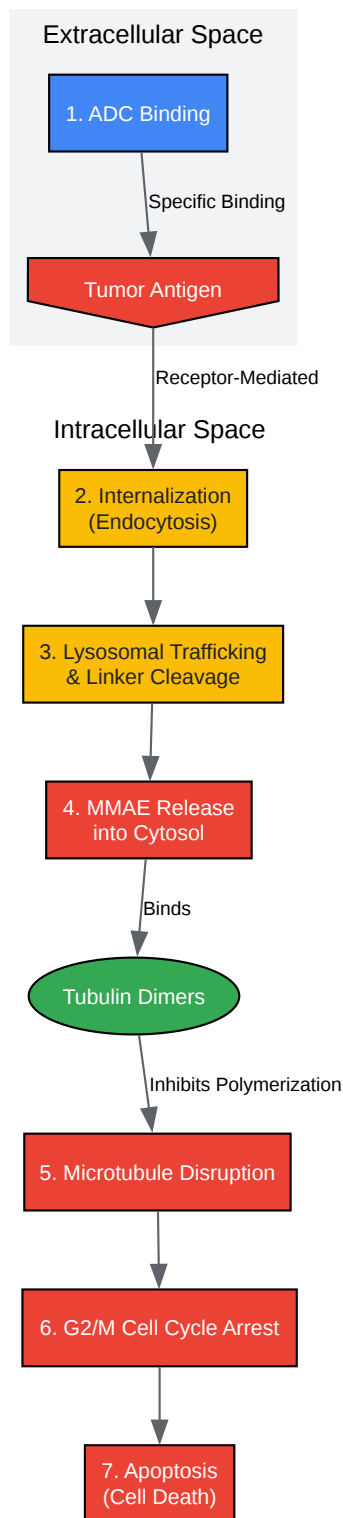 Extracellular Space
1. ADC Binding
Specific Binding
Tumor Antigen
Receptor-Mediated
Intracellular Space
2. Internalization
(Endocytosis)
3. Lysosomal Trafficking
& Linker Cleavage
4. MMAE Release
into Cytosol
Binds
Tubulin Dimers
Inhibits Polymerization
5. Microtubule Disruption
6. G2/M Cell Cycle Arrest
7. Apoptosis
(Cell Death)